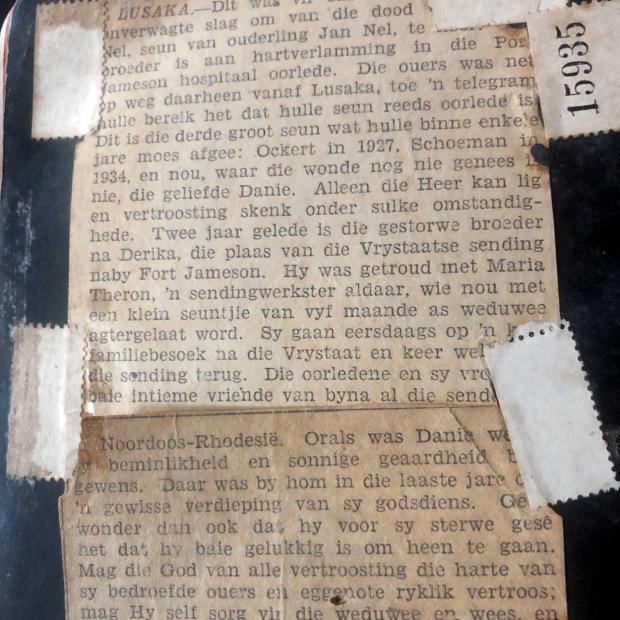 LUSAKA.—Dit was vir
onverwagte slag om van die dood
Nel, seun van ouderling Jan Nel, te
broeder is aan hartverlamming in die Port
Jameson hospitaal oorlede. Die ouers was net
op weg daarheen vanaf Lusaka, toe 'n telegram
hulle bereik het dat hulle seun reeds oorlede is.
Dit is die derde groot seun wat hulle binne enkele
jare moes afgee: Ockert in 1927, Schoeman in
1934, en nou, waar die wonde nog nie genees is
nie, die geliefde Danie. Alleen die Heer kan lig
en vertroosting skenk onder sulke omstandig-
hede. Twee jaar gelede is die gestorwe broeder
na Derika, die plaas van die Vrystaatse sending
naby Fort Jameson. Hy was getroud met Maria
Theron, 'n sendingwerkster aldaar, wie nou met
een klein seuntjie van vyf maande as weduwee
agtergelaat word. Sy gaan eersdaags op 'n
familiebesoek na die Vrystaat en keer
die sending terug. Die oorledene en sy
baie intieme vriende van byna al die
Noordoos-Rhodesië. Orals was Danie
sy beminlikheid en sonnige geaardheid
gewens. Daar was by hom in die laaste jare
'n gewisse verdieping van sy godsdiens.
wonder dan ook dat hy voor sy sterwe gesê
het dat hy baie gelukkig is om heen te gaan.
Mag die God van alle vertroosting die harte van
sy bedroefde ouers en eggenote ryklik vertroos;
mag Hy self sorg vir die weduwee en wees, en
15935